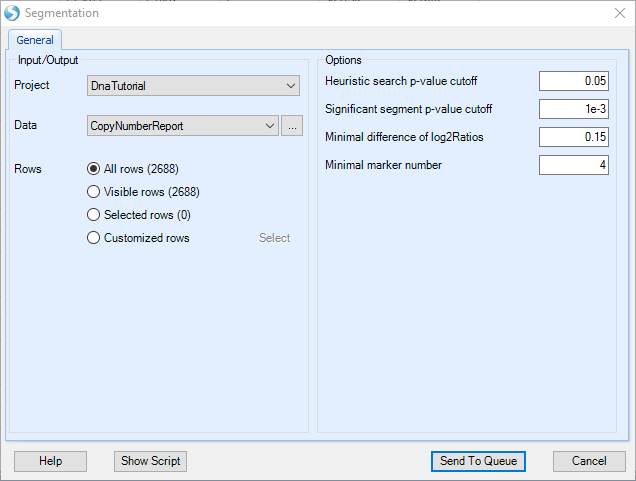 Segmentation
General
Input/Output
Project
DnaTutorial
Data
CopyNumberReport
...
Rows
All rows (2688)
Visible rows (2688)
Selected rows (0)
Customized rows
Select
Options
Heuristic search p-value cutoff
0.05
Significant segment p-value cutoff
1e-3
Minimal difference of log2Ratios
0.15
Minimal marker number
4
Help
Show Script
Send To Queue
Cancel